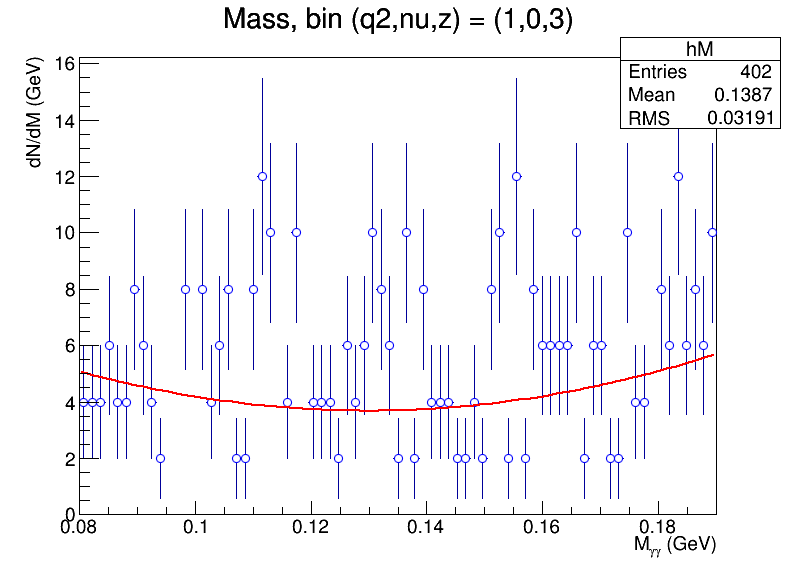 Mass, bin (q2,nu,z) = (1,0,3)
hM
Entries 402
Mean 0.1387
RMS 0.03191
dN/dM (GeV)
16
14
12
10
8
6
4
2
0
0.08 0.1 0.12 0.14 0.16 0.18
Mγγ (GeV)